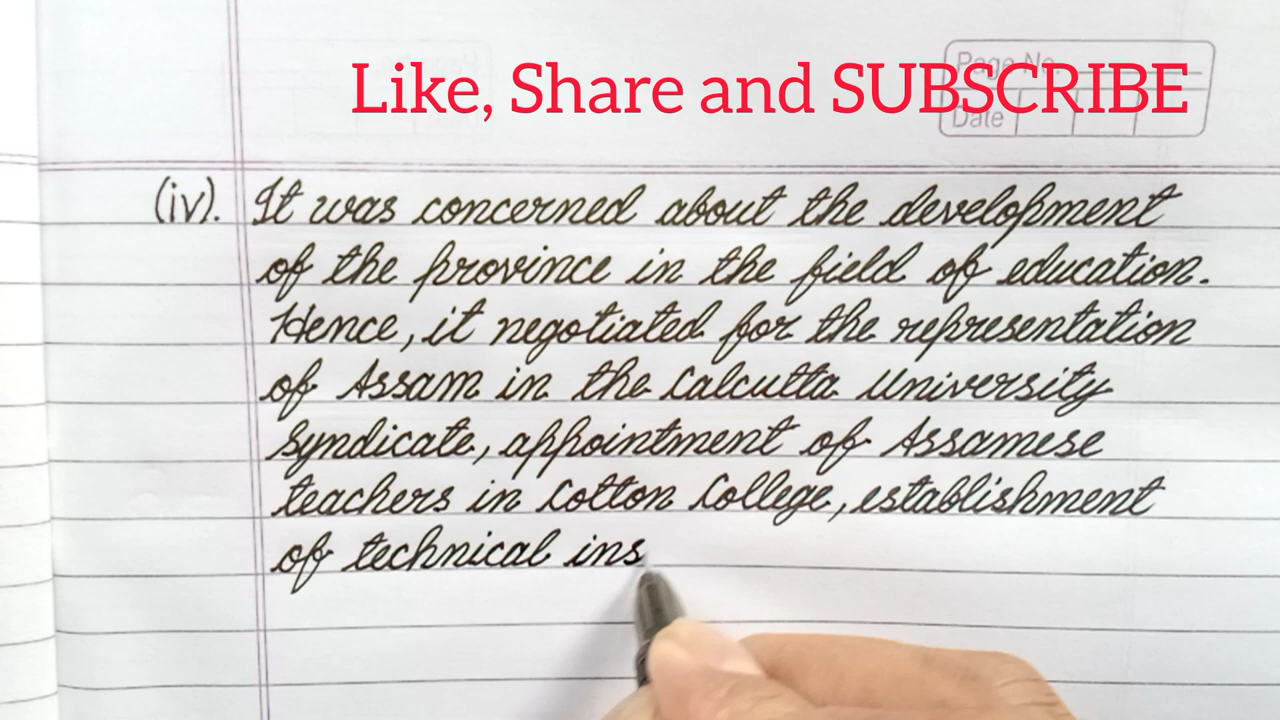 Like, Share and SUBSCRIBE
Page No.
Date
(iv). It was concerned about the development
of the province in the field of education.
Hence, it negotiated for the representation
of Assam in the Calcutta University
Syndicate, appointment of Assamese
teachers in Cotton College, establishment
of technical ins